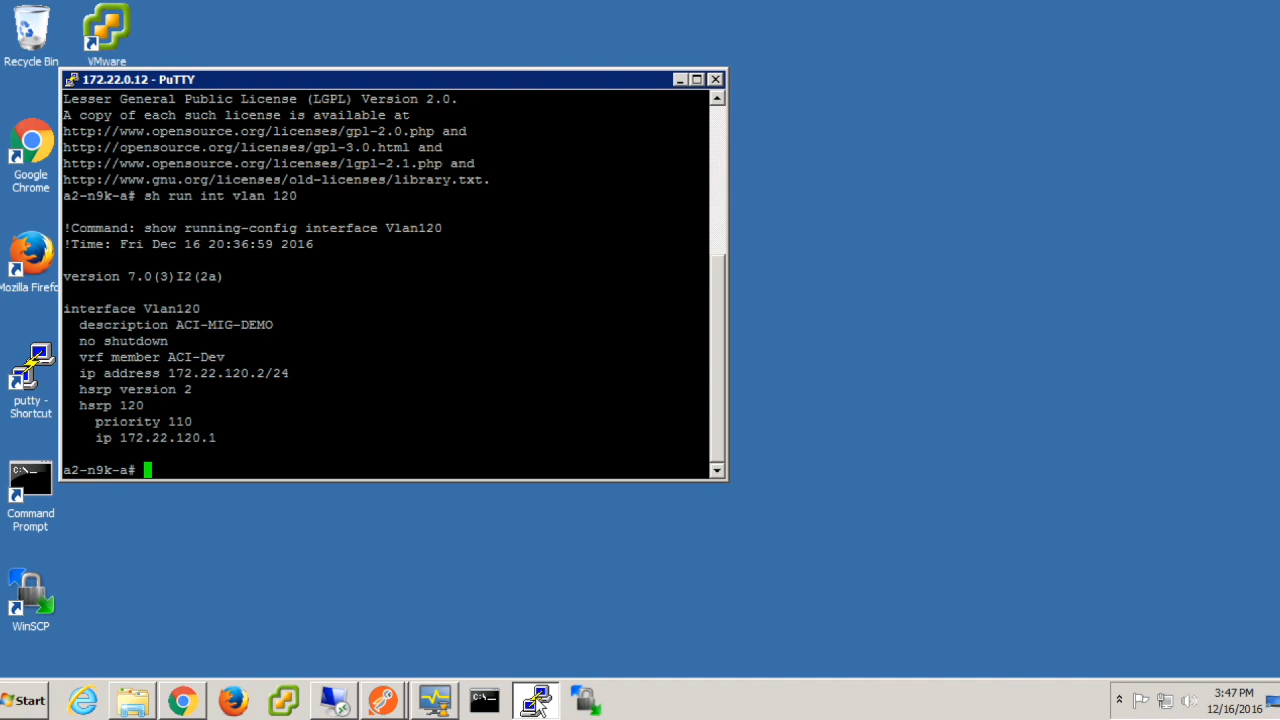 Recycle Bin
VMware
Google
Chrome
Mozilla Firefo
putty -
Shortcut
C:\_
Command
Prompt
WinSCP
172.22.0.12 - PuTTY
Lesser General Public License (LGPL) Version 2.0.
A copy of each such license is available at
http://www.opensource.org/licenses/gpl-2.0.php and
http://opensource.org/licenses/gpl-3.0.html and
http://www.opensource.org/licenses/lgpl-2.1.php and
http://www.gnu.org/licenses/old-licenses/library.txt.
a2-n9k-a# sh run int vlan 120
!Command: show running-config interface Vlan120
!Time: Fri Dec 16 20:36:59 2016
version 7.0(3)I2(2a)
interface Vlan120
description ACI-MIG-DEMO
no shutdown
vrf member ACI-Dev
ip address 172.22.120.2/24
hsrp version 2
hsrp 120
priority 110
ip 172.22.120.1
a2-n9k-a#
Start
C:\_
3:47 PM
12/16/2016